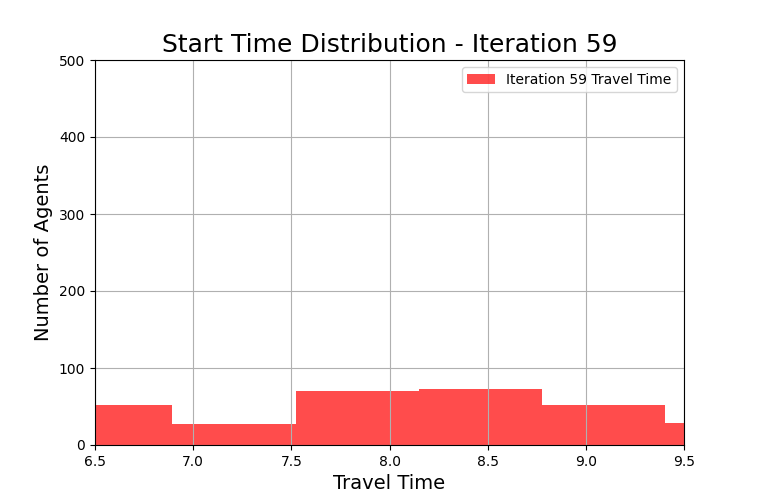 Start Time Distribution - Iteration 59
500
Iteration 59 Travel Time
400
300
200
100
0
Number of Agents
6.5 7.0 7.5 8.0 8.5 9.0 9.5
Travel Time